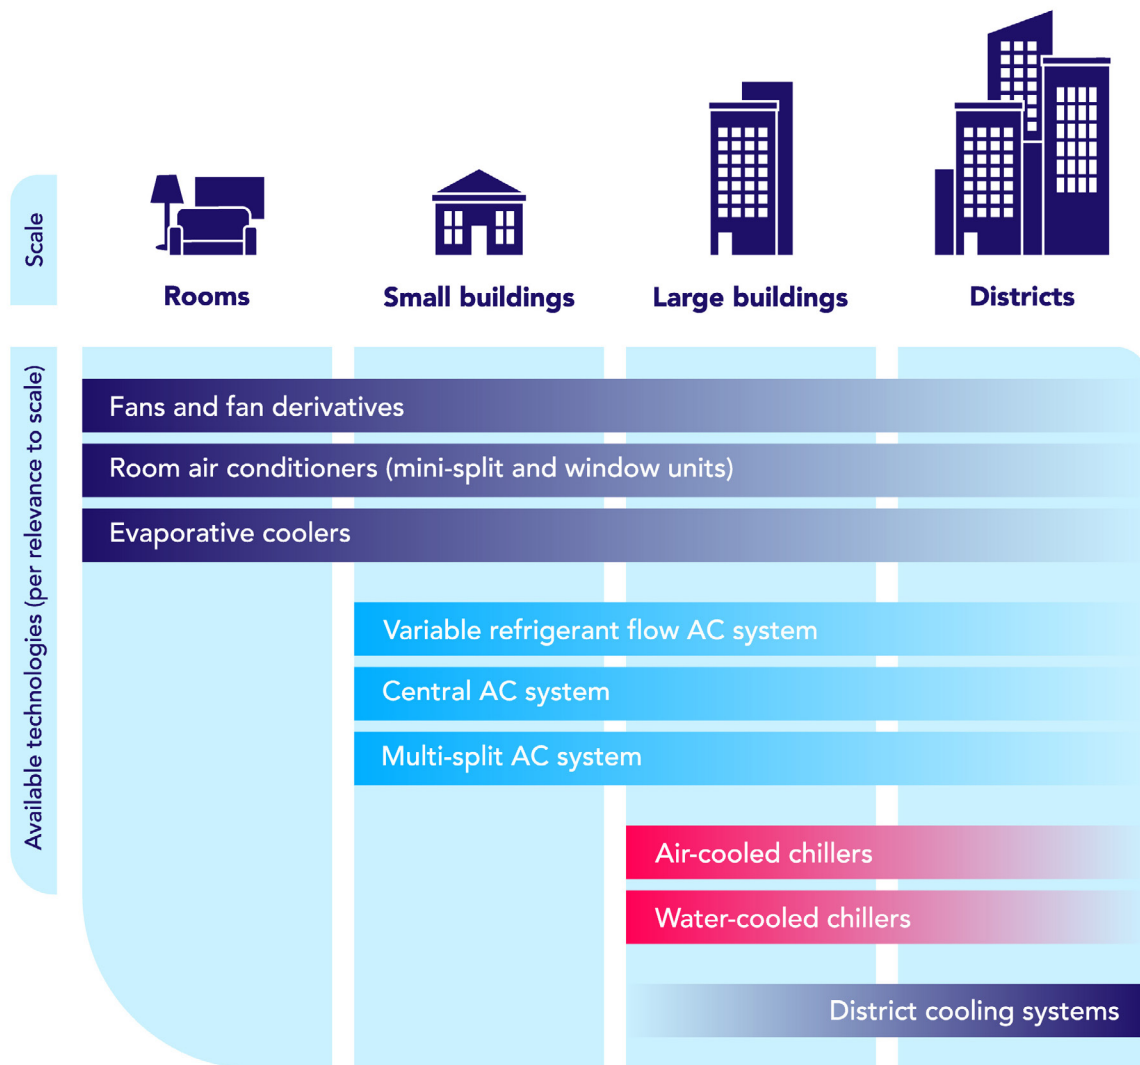 Scale
Rooms
Small buildings
Large buildings
Districts
Available technologies (per relevance to scale)
Fans and fan derivatives
Room air conditioners (mini-split and window units)
Evaporative coolers
Variable refrigerant flow AC system
Central AC system
Multi-split AC system
Air-cooled chillers
Water-cooled chillers
District cooling systems